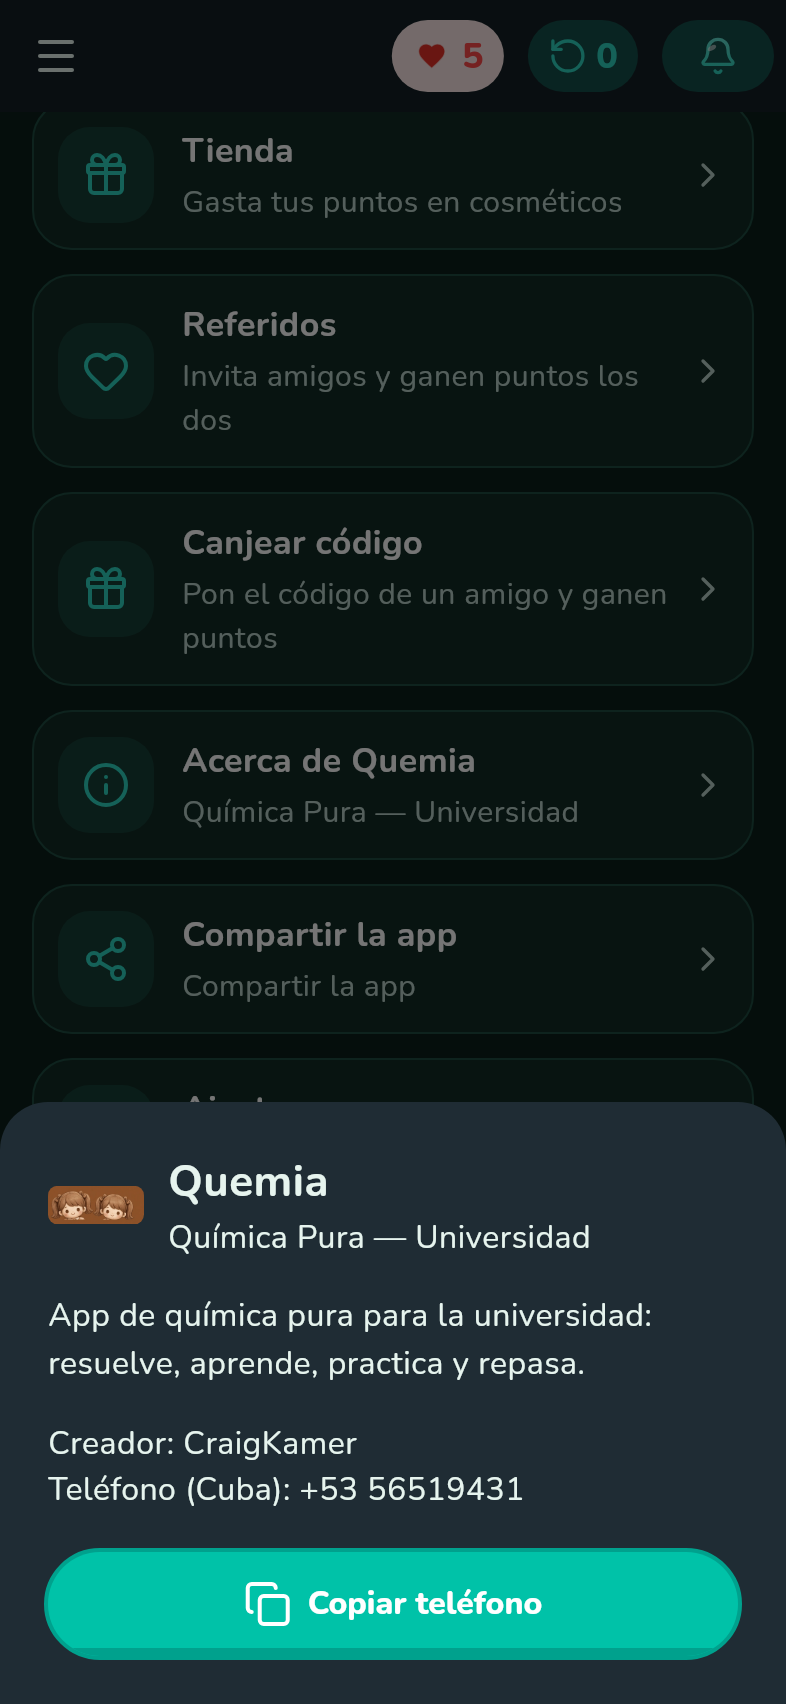 5
0
Tienda
Gasta tus puntos en cosméticos
Referidos
Invita amigos y ganen puntos los
dos
Canjear código
Pon el código de un amigo y ganen
puntos
Acerca de Quemia
Química Pura — Universidad
Compartir la app
Compartir la app
Quemia
Química Pura — Universidad
App de química pura para la universidad:
resuelve, aprende, practica y repasa.
Creador: CraigKamer
Teléfono (Cuba): +53 56519431
Copiar teléfono